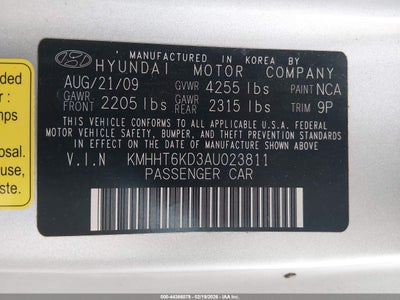 MANUFACTURED IN KOREA BY
HYUNDAI MOTOR COMPANY
AUG/21/09 GVWR 4255 lbs PAINT NCA
GAWR FRONT 2205 lbs GAWR REAR 2315 lbs TRIM 9P
THIS VEHICLE CONFORMS TO ALL APPLICABLE U.S.A. FEDERAL
MOTOR VEHICLE SAFETY, BUMPER, AND THEFT PREVENTION
STANDARDS IN EFFECT ON THE DATE OF MANUFACTURE SHOWN ABOVE.
V.I.N KMHHT6KD3AU023811
PASSENGER CAR
ded
r :
mps
osal.
use,
ste.
500-44368079 - 02/19/2026 - IAA Inc.